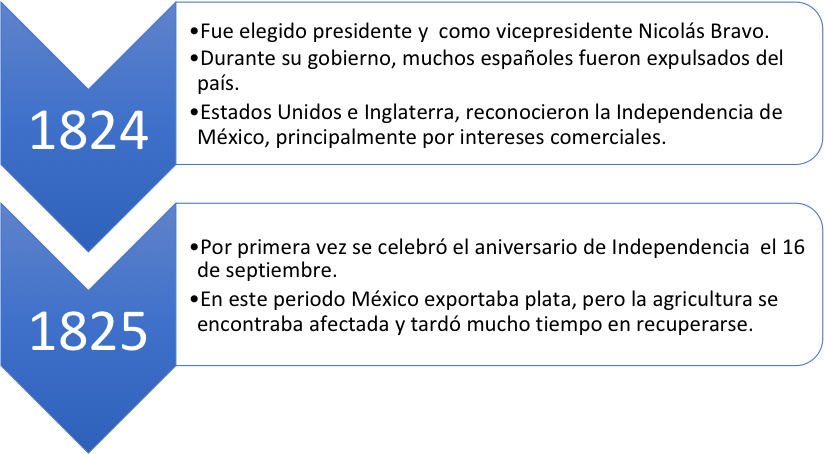 1824
•Fue elegido presidente y  como vicepresidente Nicolás Bravo.
•Durante su gobierno, muchos españoles fueron expulsados del
país.
•Estados Unidos e Inglaterra, reconocieron la Independencia de
México, principalmente por intereses comerciales.
1825
•Por primera vez se celebró el aniversario de Independencia  el 16
de septiembre.
•En este periodo México exportaba plata, pero la agricultura se
encontraba afectada y tardó mucho tiempo en recuperarse.